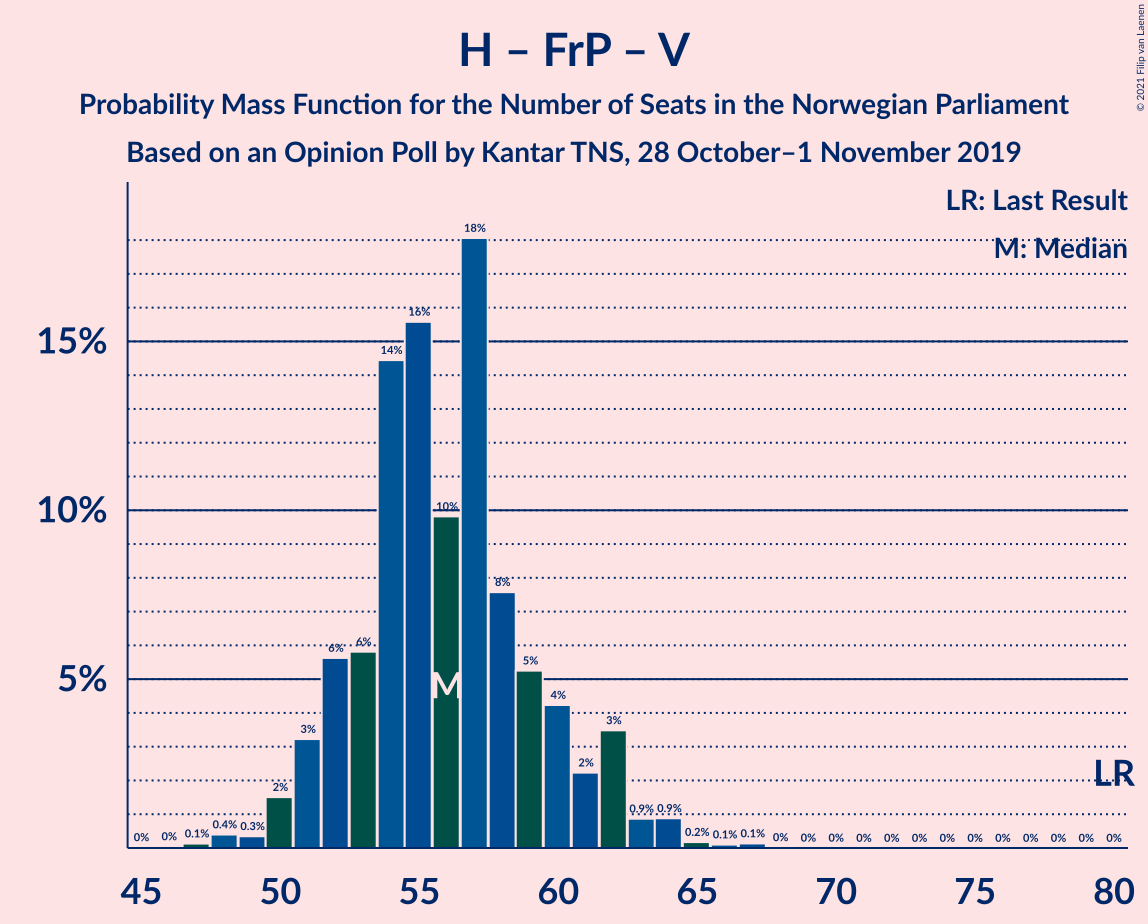 © 2021 Filip van Laenen
H – FrP – V
Probability Mass Function for the Number of Seats in the Norwegian Parliament
Based on an Opinion Poll by Kantar TNS, 28 October–1 November 2019
LR: Last Result
M: Median
18%
16%
15%
14%
10%
10%
8%
6% 6%
5%
5%
M
4%
3% 3%
2% 2%
LR
0% 0% 0.1% 0.4% 0.3% 0.9% 0.9% 0.2% 0.1% 0.1% 0% 0% 0% 0% 0% 0% 0% 0% 0% 0% 0% 0% 0%
45 50 55 60 65 70 75 80